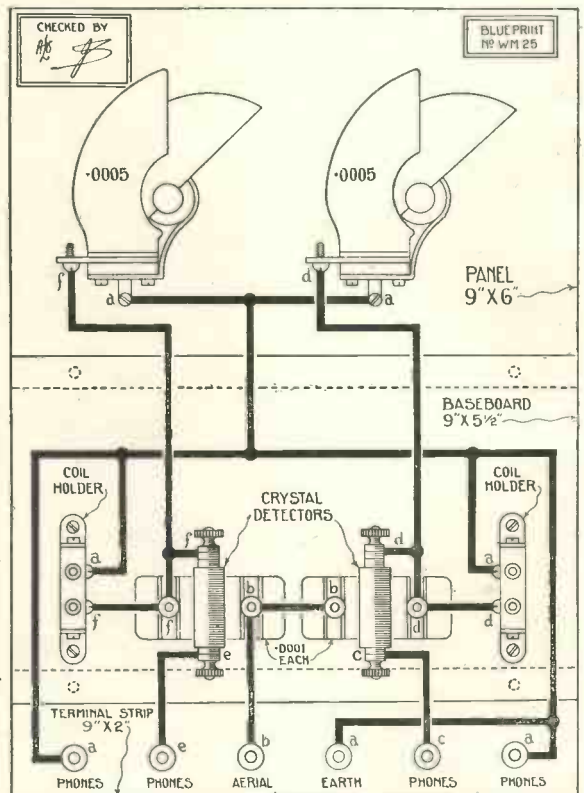 CHECKED BY
BLUEPRINT
Nº WM 25
·0005
·0005
f
a
d
a
PANEL
9"X6"
BASEBOARD
9"X5½"
COIL
HOLDER
CRYSTAL
DETECTORS
COIL
HOLDER
f
d
a
a
f
f
b
b
d
d
·0001
EACH
e
c
TERMINAL STRIP
9"X2"
a
e
b
a
c
a
PHONES
PHONES
AERIAL
EARTH
PHONES
PHONES